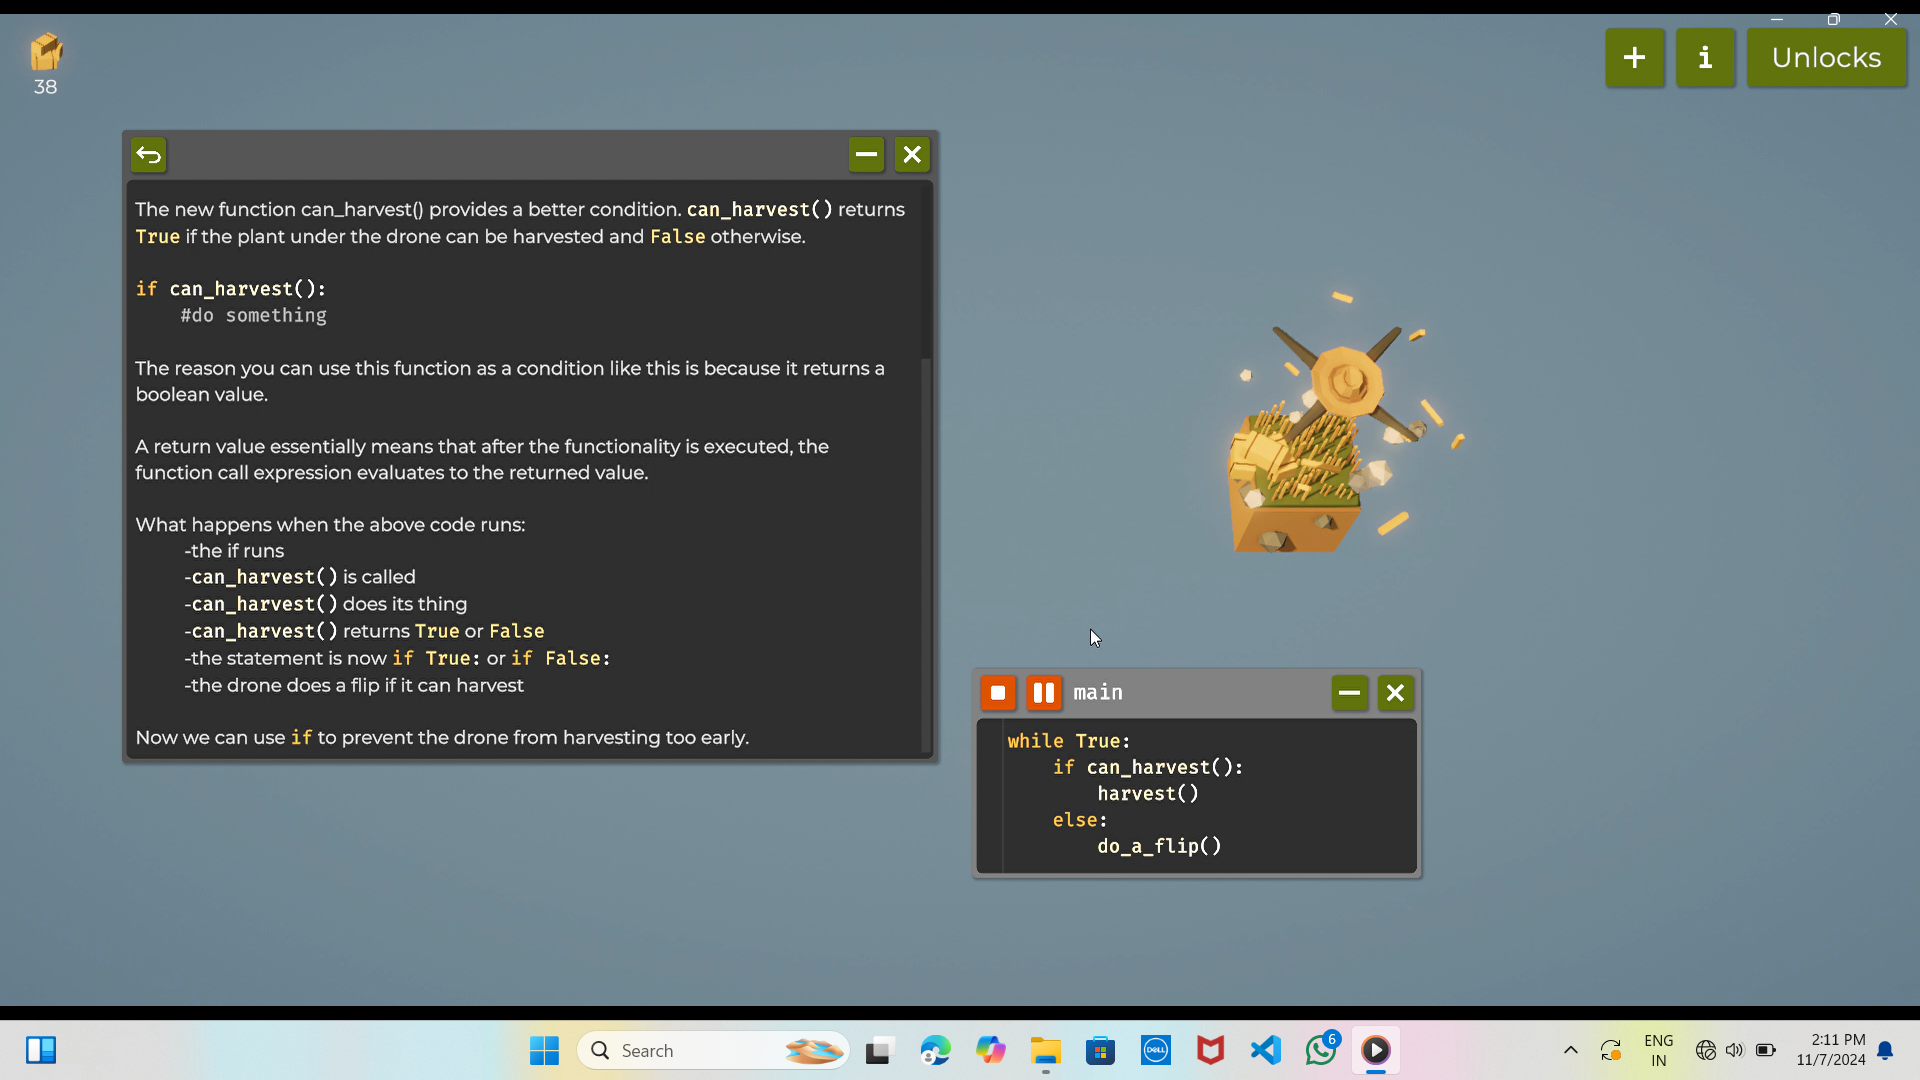 38
+
i
Unlocks
The new function can_harvest() provides a better condition. can_harvest() returns
True if the plant under the drone can be harvested and False otherwise.
if can_harvest():
#do something
The reason you can use this function as a condition like this is because it returns a
boolean value.
A return value essentially means that after the functionality is executed, the
function call expression evaluates to the returned value.
What happens when the above code runs:
-the if runs
-can_harvest() is called
-can_harvest() does its thing
-can_harvest() returns True or False
-the statement is now if True: or if False:
-the drone does a flip if it can harvest
Now we can use if to prevent the drone from harvesting too early.
main
while True:
if can_harvest():
harvest()
else:
do_a_flip()
Search
DELL
6
ENG
IN
2:11 PM
11/7/2024